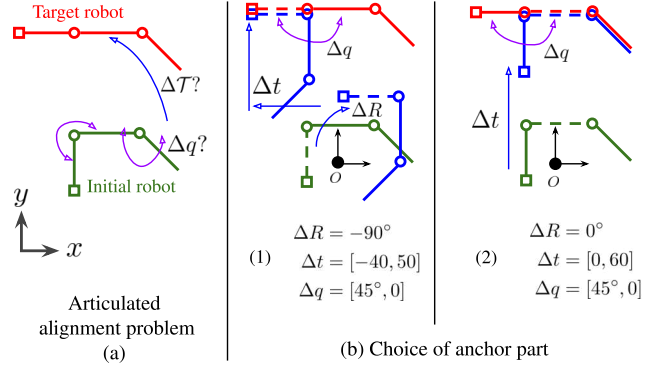 Target robot
Δ𝒯?
Δq?
Initial robot
y
x
Articulated
alignment problem
(a)
Δq
Δt
ΔR
O
(1)
ΔR = −90°
Δt = [−40, 50]
Δq = [45°, 0]
Δq
Δt
O
(2)
ΔR = 0°
Δt = [0, 60]
Δq = [45°, 0]
(b) Choice of anchor part